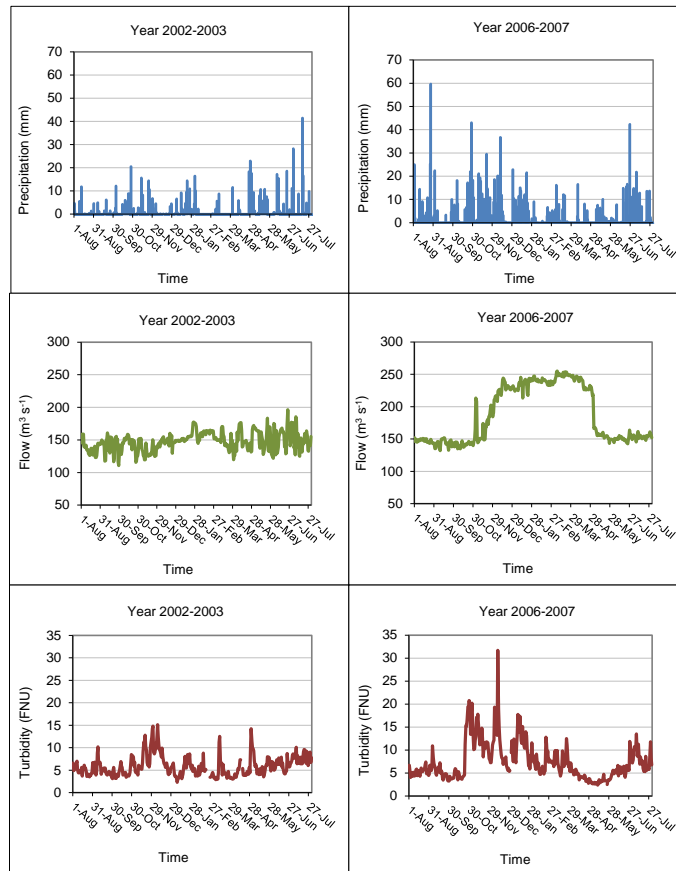 Year 2002-2003
70
60
50
40
30
20
10
0
Precipitation (mm)
1-Aug
31-Aug
30-Sep
30-Oct
29-Nov
29-Dec
28-Jan
27-Feb
29-Mar
28-Apr
28-May
27-Jun
27-Jul
Time
Year 2006-2007
70
60
50
40
30
20
10
0
Precipitation (mm)
1-Aug
31-Aug
30-Sep
30-Oct
29-Nov
29-Dec
28-Jan
27-Feb
29-Mar
28-Apr
28-May
27-Jun
27-Jul
Time
Year 2002-2003
300
250
200
150
100
50
Flow (m³ s⁻¹)
1-Aug
31-Aug
30-Sep
30-Oct
29-Nov
29-Dec
28-Jan
27-Feb
29-Mar
28-Apr
28-May
27-Jun
27-Jul
Time
Year 2006-2007
300
250
200
150
100
50
Flow (m³ s⁻¹)
1-Aug
31-Aug
30-Sep
30-Oct
29-Nov
29-Dec
28-Jan
27-Feb
29-Mar
28-Apr
28-May
27-Jun
27-Jul
Time
Year 2002-2003
35
30
25
20
15
10
5
0
Turbidity (FNU)
1-Aug
31-Aug
30-Sep
30-Oct
29-Nov
29-Dec
28-Jan
27-Feb
29-Mar
28-Apr
28-May
27-Jun
27-Jul
Time
Year 2006-2007
35
30
25
20
15
10
5
0
Turbidity (FNU)
1-Aug
31-Aug
30-Sep
30-Oct
29-Nov
29-Dec
28-Jan
27-Feb
29-Mar
28-Apr
28-May
27-Jun
27-Jul
Time